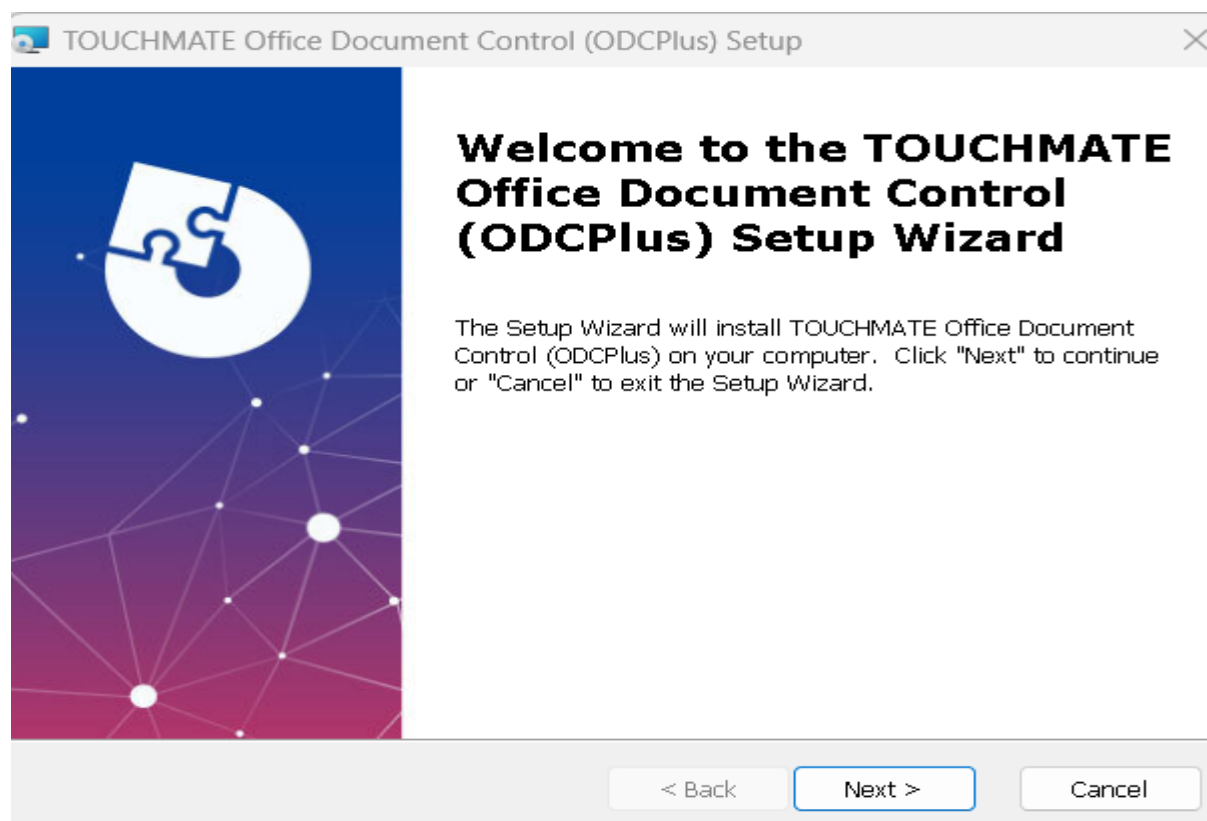 TOUCHMATE Office Document Control (ODCPlus) Setup
Welcome to the TOUCHMATE
Office Document Control
(ODCPlus) Setup Wizard
The Setup Wizard will install TOUCHMATE Office Document
Control (ODCPlus) on your computer. Click "Next" to continue
or "Cancel" to exit the Setup Wizard.
< Back
Next >
Cancel